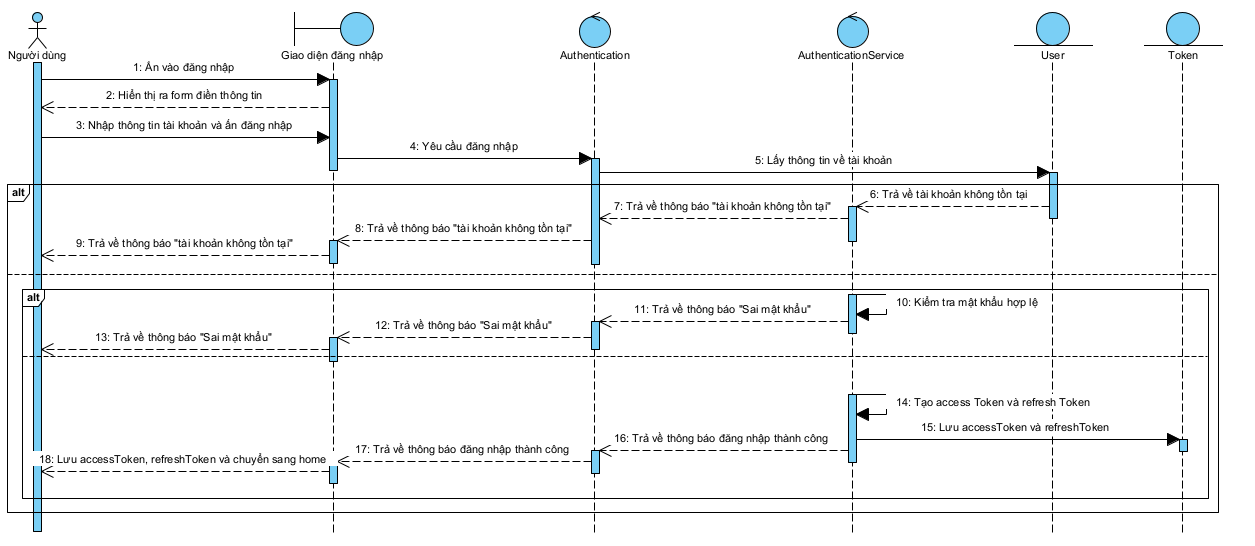 Người dùng
Giao diện đăng nhập
Authentication
AuthenticationService
User
Token
1: Ấn vào đăng nhập
2: Hiển thị ra form điền thông tin
3: Nhập thông tin tài khoản và ấn đăng nhập
4: Yêu cầu đăng nhập
5: Lấy thông tin về tài khoản
alt
6: Trả về tài khoản không tồn tại
7: Trả về thông báo "tài khoản không tồn tại"
8: Trả về thông báo "tài khoản không tồn tại"
9: Trả về thông báo "tài khoản không tồn tại"
alt
10: Kiểm tra mật khẩu hợp lệ
11: Trả về thông báo "Sai mật khẩu"
12: Trả về thông báo "Sai mật khẩu"
13: Trả về thông báo "Sai mật khẩu"
14: Tạo access Token và refresh Token
15: Lưu accessToken và refreshToken
16: Trả về thông báo đăng nhập thành công
17: Trả về thông báo đăng nhập thành công
18: Lưu accessToken, refreshToken và chuyển sang home